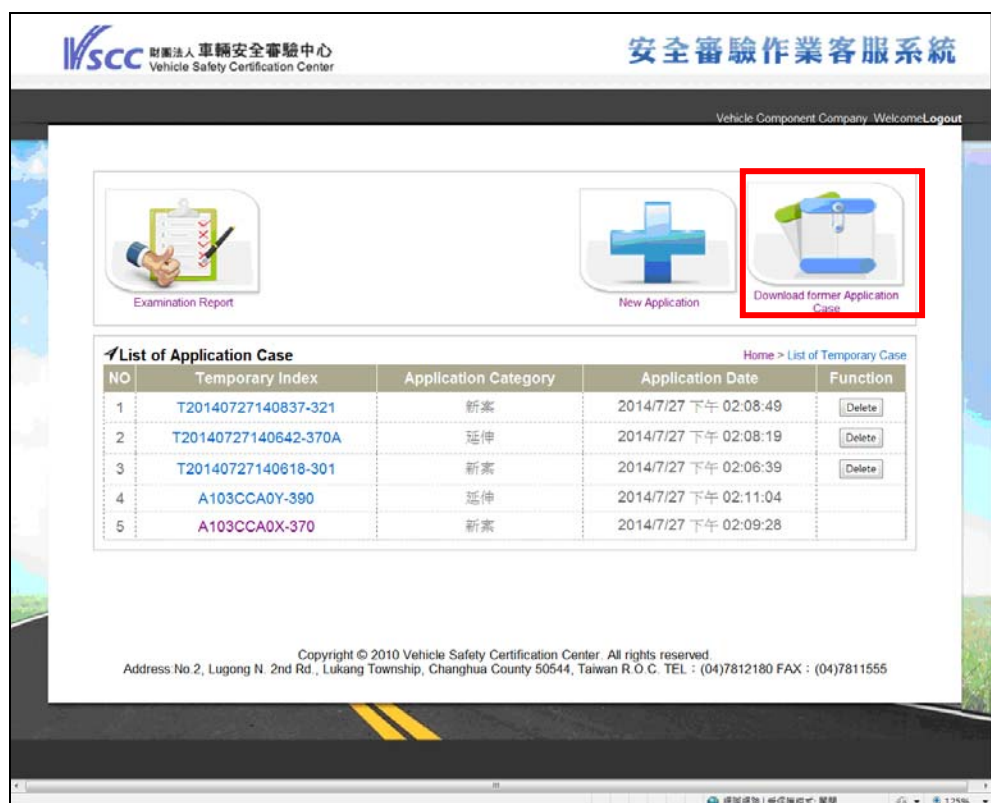 VSCC 財團法人 車輛安全審驗中心
Vehicle Safety Certification Center
安全審驗作業客服系統
Vehicle Component Company WelcomeLogout
Examination Report
New Application
Download former Application
Case
List of Application Case
Home > List of Temporary Case
NO Temporary Index Application Category Application Date Function
1 T20140727140837-321 新案 2014/7/27 下午 02:08:49 Delete
2 T20140727140642-370A 延伸 2014/7/27 下午 02:08:19 Delete
3 T20140727140618-301 新案 2014/7/27 下午 02:06:39 Delete
4 A103CCA0Y-390 延伸 2014/7/27 下午 02:11:04
5 A103CCA0X-370 新案 2014/7/27 下午 02:09:28
Copyright © 2010 Vehicle Safety Certification Center. All rights reserved.
Address:No.2, Lugong N. 2nd Rd., Lukang Township, Changhua County 50544, Taiwan R.O.C. TEL：(04)7812180 FAX：(04)7811555
125%